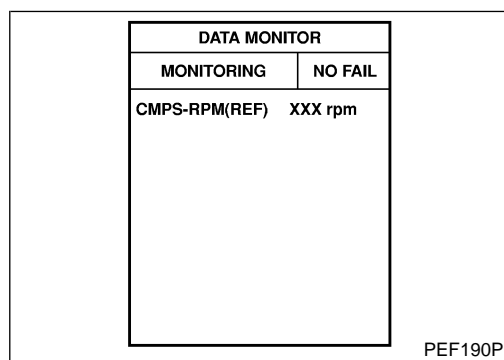 DATA MONITOR
MONITORING NO FAIL
CMPS-RPM(REF) XXX rpm
PEF190P